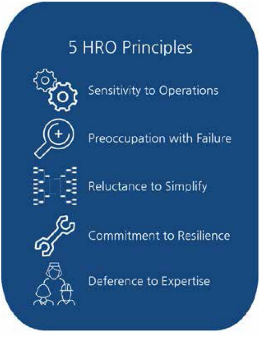 5 HRO Principles
Sensitivity to Operations
Preoccupation with Failure
Reluctance to Simplify
Commitment to Resilience
Deference to Expertise